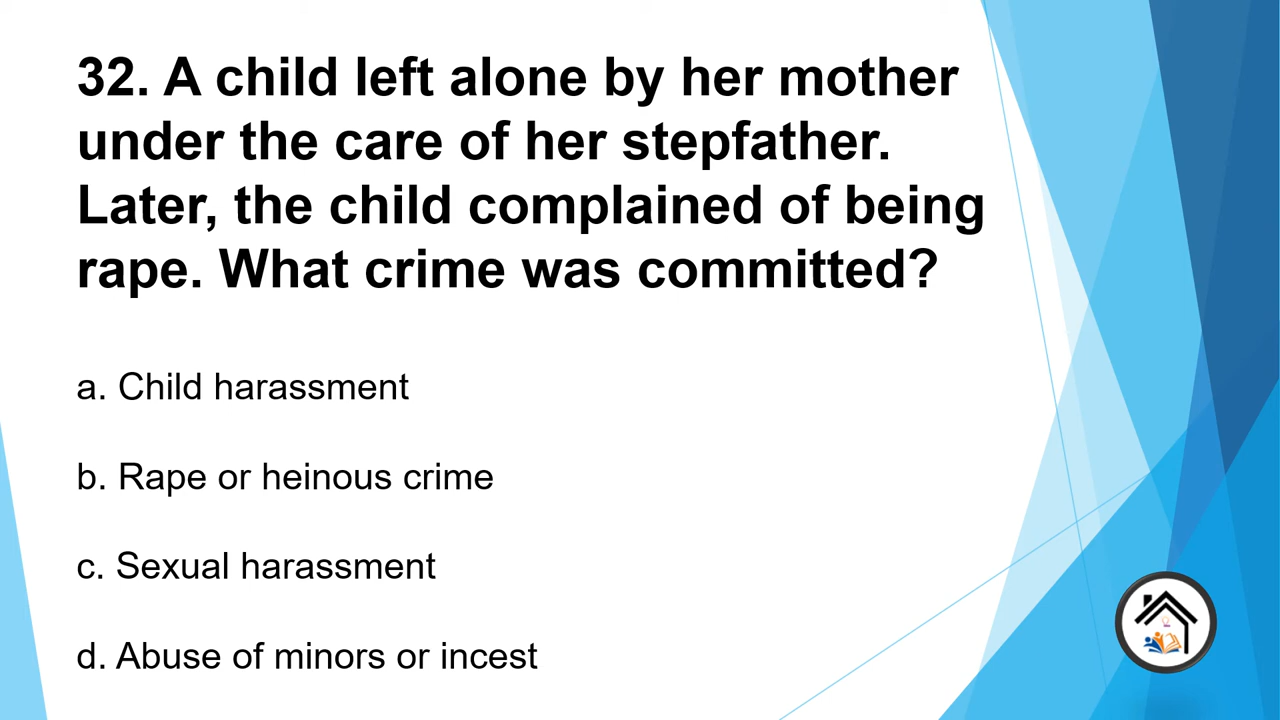 32. A child left alone by her mother
under the care of her stepfather.
Later, the child complained of being
rape. What crime was committed?
a. Child harassment
b. Rape or heinous crime
c. Sexual harassment
d. Abuse of minors or incest